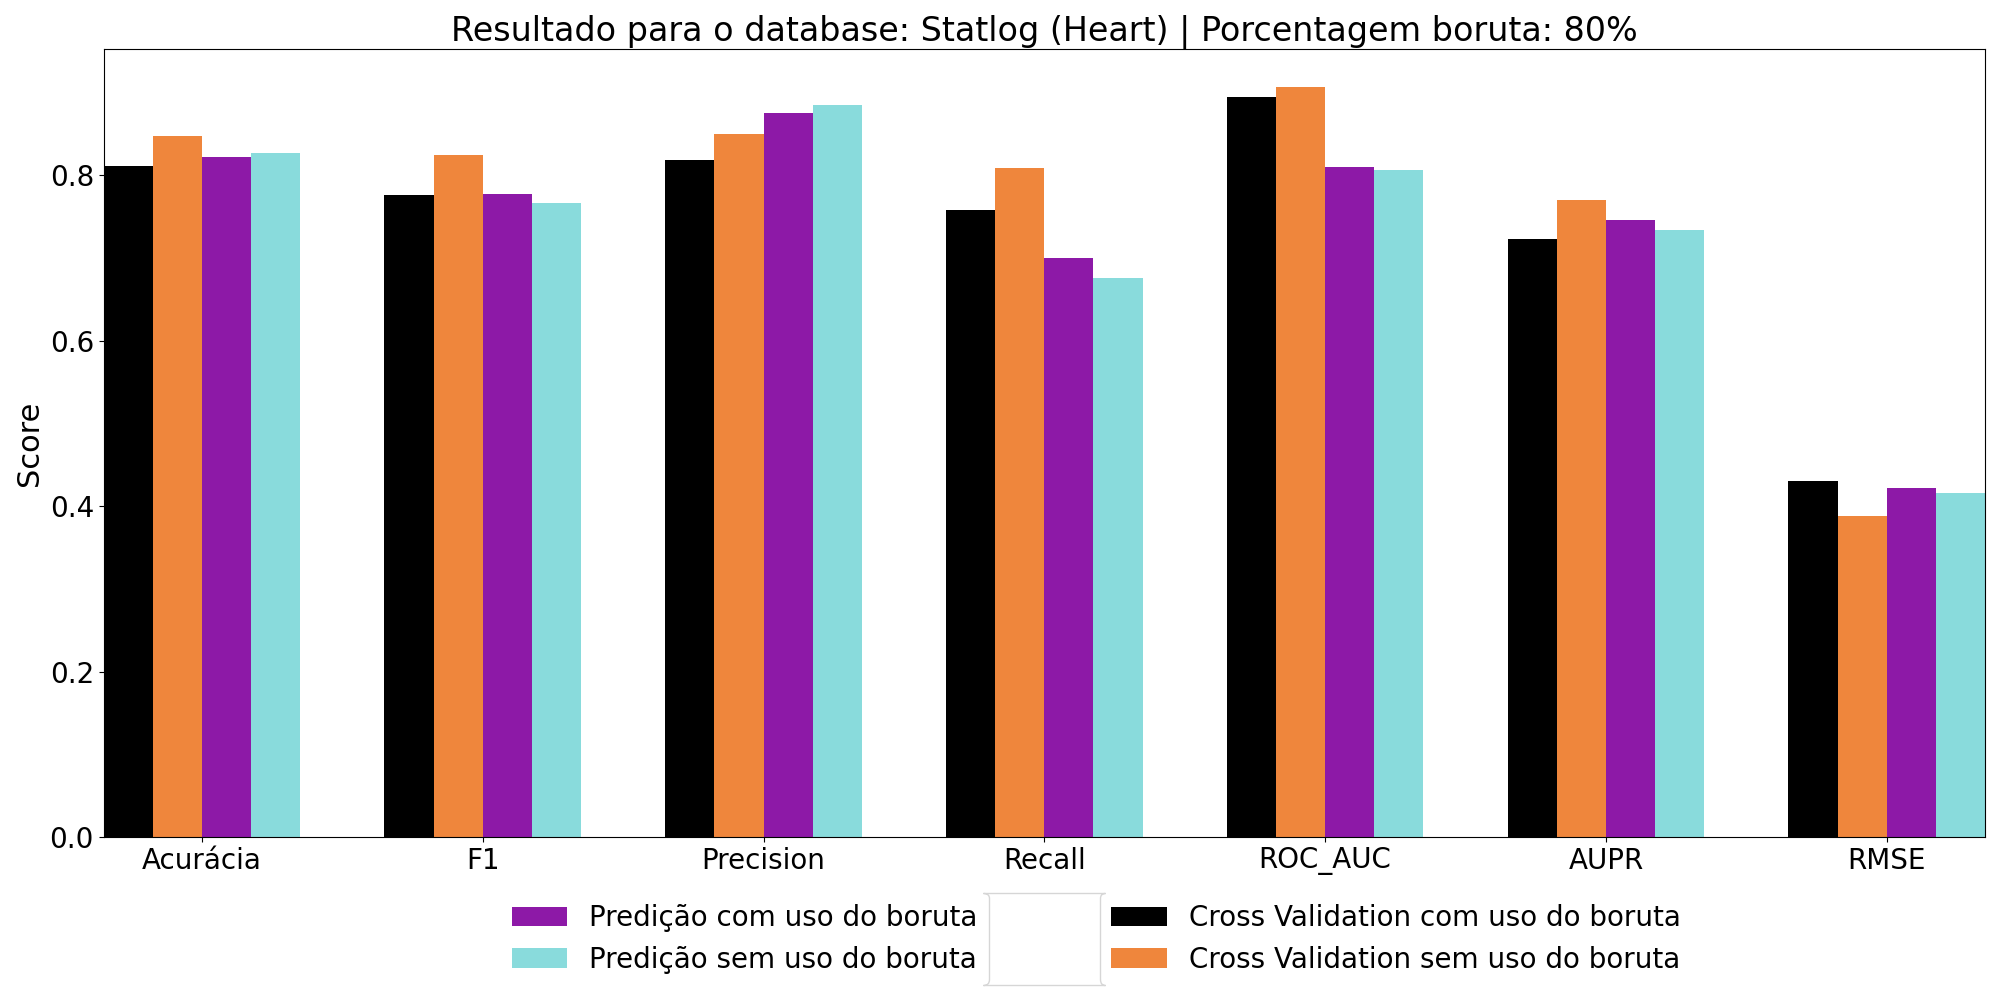 Resultado para o database: Statlog (Heart) | Porcentagem boruta: 80%
Score
0.8
0.6
0.4
0.2
0.0
Acurácia
F1
Precision
Recall
ROC_AUC
AUPR
RMSE
Predição com uso do boruta
Predição sem uso do boruta
Cross Validation com uso do boruta
Cross Validation sem uso do boruta